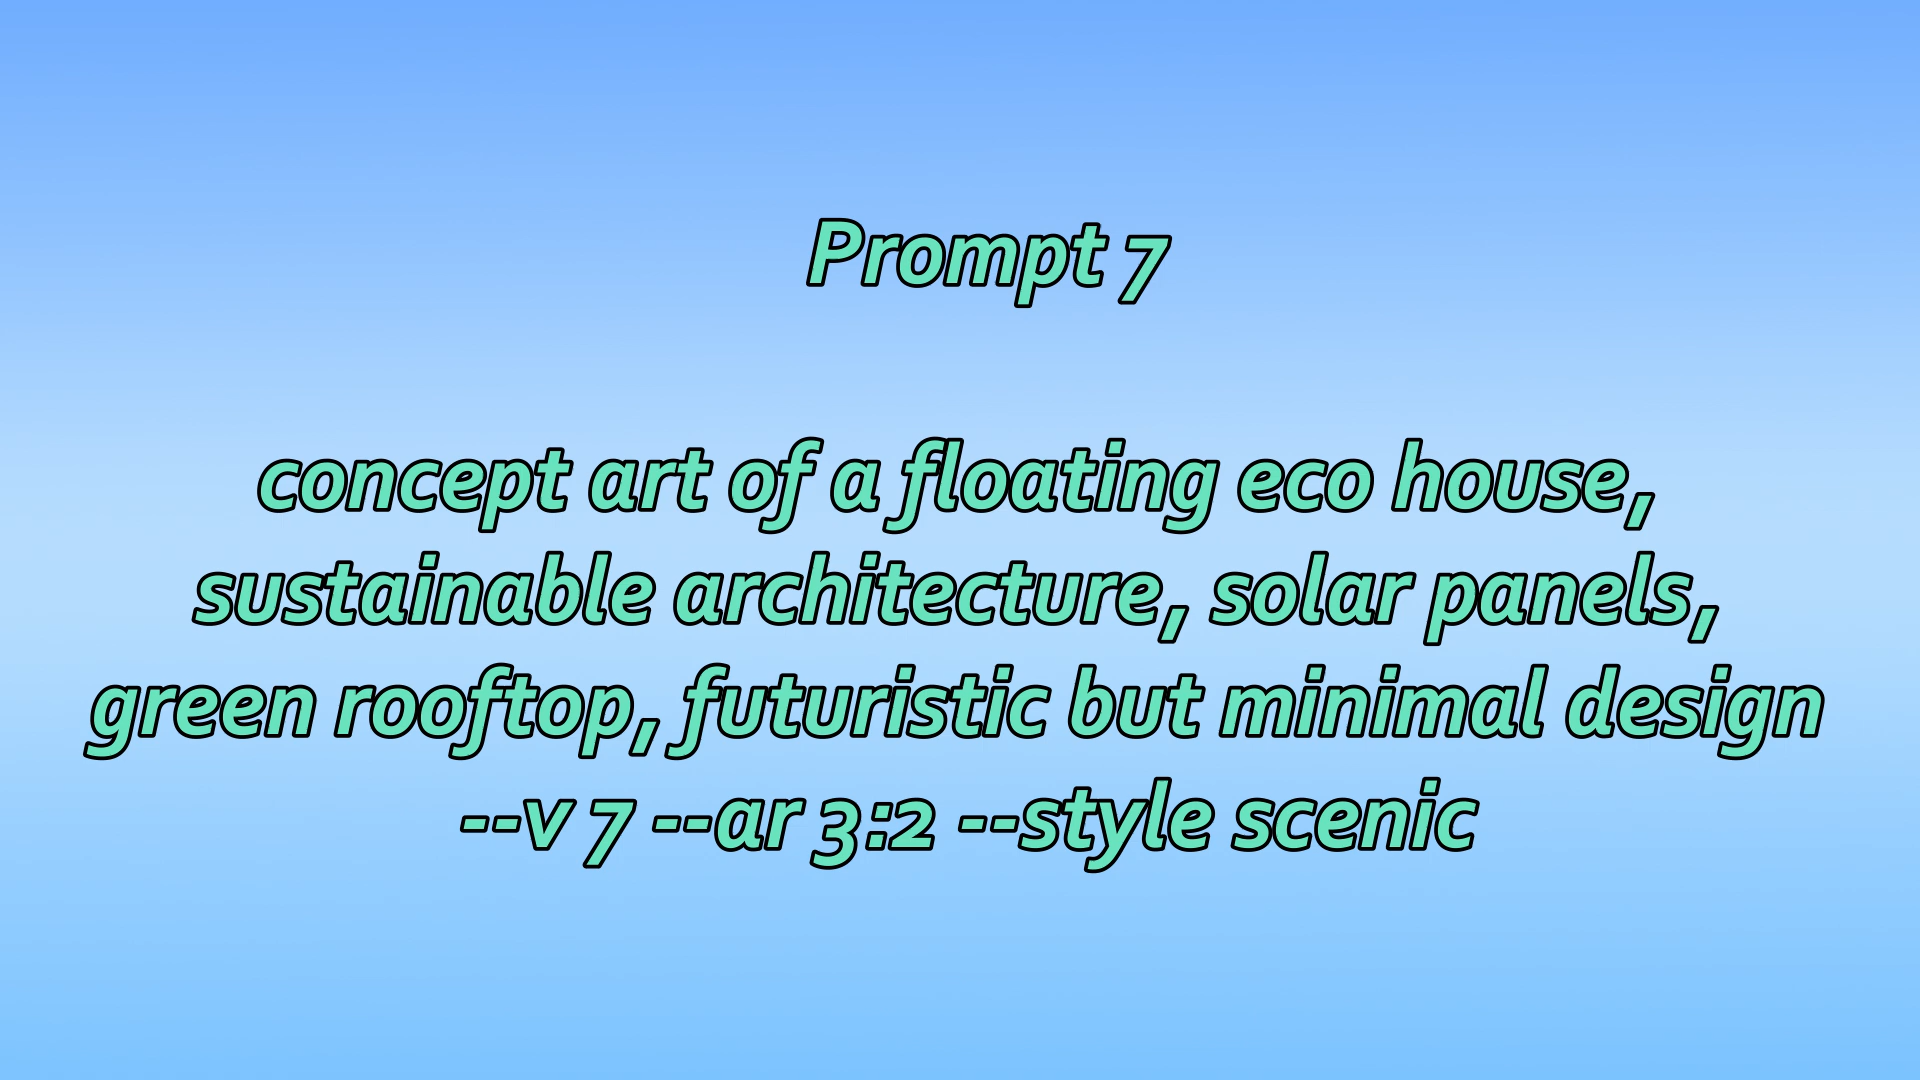 Prompt 7
concept art of a floating eco house,
sustainable architecture, solar panels,
green rooftop, futuristic but minimal design
--v 7 --ar 3:2 --style scenic